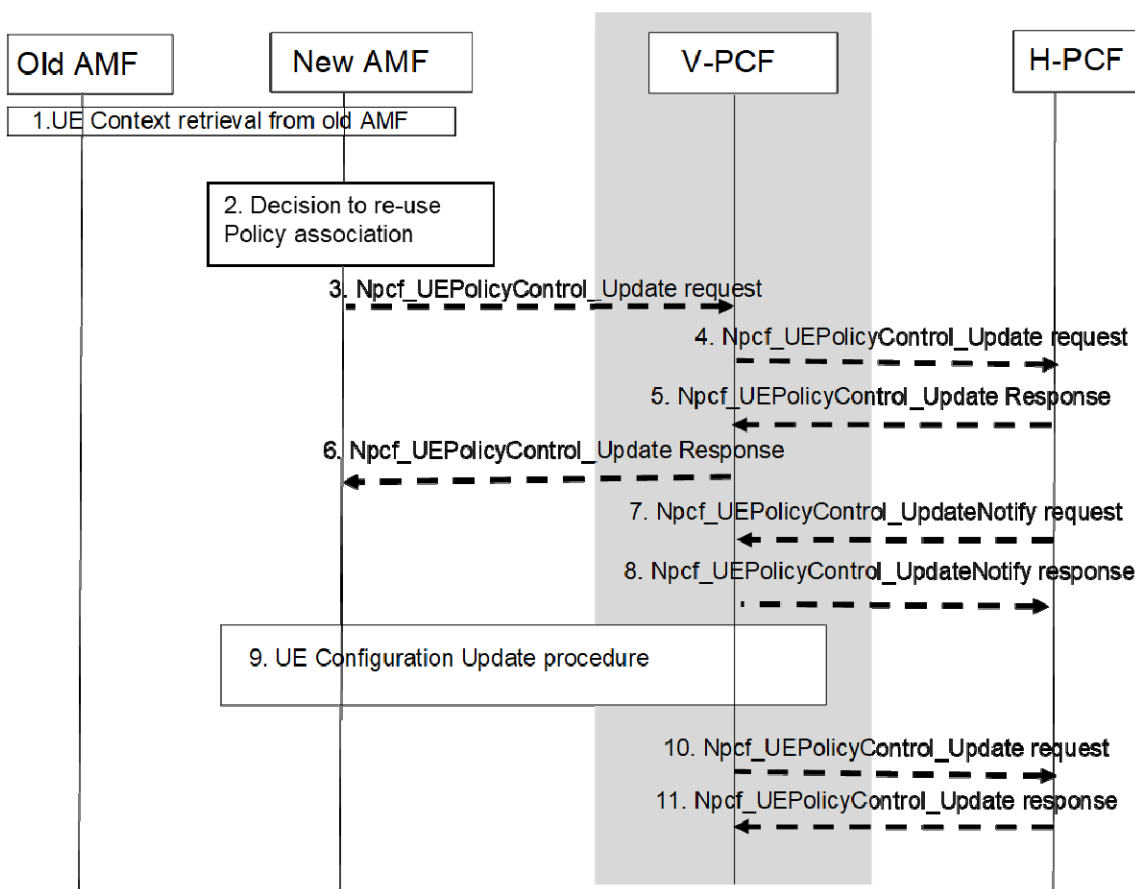 Old AMF
New AMF
V-PCF
H-PCF
1.UE Context retrieval from old AMF
2. Decision to re-use
Policy association
3. Npcf_UEPolicyControl_Update request
4. Npcf_UEPolicyControl_Update request
5. Npcf_UEPolicyControl_Update Response
6. Npcf_UEPolicyControl_Update Response
7. Npcf_UEPolicyControl_UpdateNotify request
8. Npcf_UEPolicyControl_UpdateNotify response
9. UE Configuration Update procedure
10. Npcf_UEPolicyControl_Update request
11. Npcf_UEPolicyControl_Update response